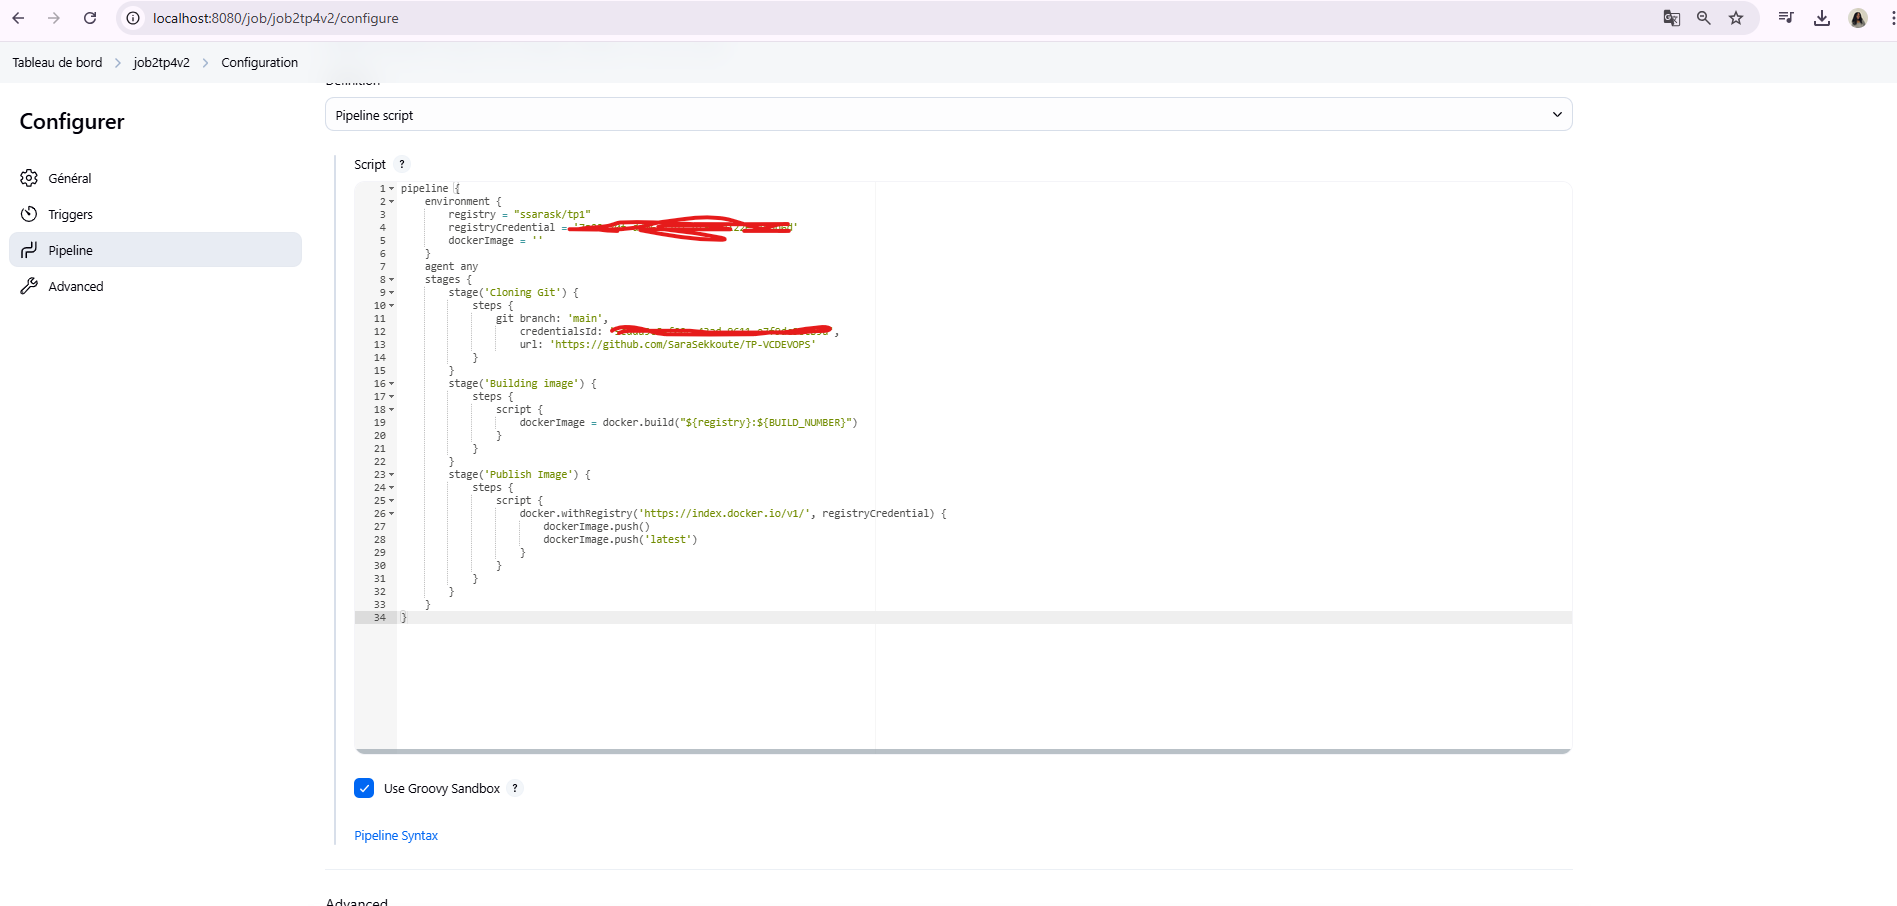 localhost:8080/job/job2tp4v2/configure
Tableau de bord > job2tp4v2 > Configuration
Configurer
Général
Triggers
Pipeline
Advanced
Definition
Pipeline script
Script ?
1 pipeline {
2 environment {
3 registry = "ssarask/tp1"
4 registryCredential =
5 dockerImage = ''
6 }
7 agent any
8 stages {
9 stage('Cloning Git') {
10 steps {
11 git branch: 'main',
12 credentialsId: ,
13 url: 'https://github.com/SaraSekkoute/TP-VCDEVOPS'
14 }
15 }
16 stage('Building image') {
17 steps {
18 script {
19 dockerImage = docker.build("${registry}:${BUILD_NUMBER}")
20 }
21 }
22 }
23 stage('Publish Image') {
24 steps {
25 script {
26 docker.withRegistry('https://index.docker.io/v1/', registryCredential) {
27 dockerImage.push()
28 dockerImage.push('latest')
29 }
30 }
31 }
32 }
33 }
34 }
Use Groovy Sandbox ?
Pipeline Syntax
Advanced